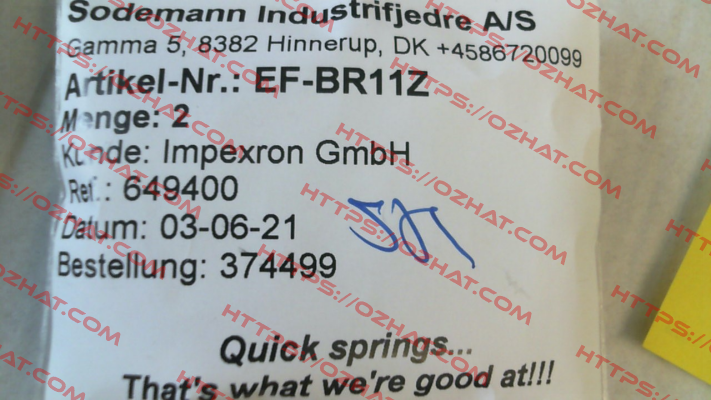 Sodemann Industrifjedre A/S
Gamma 5, 8382 Hinnerup, DK +4586720099
Artikel-Nr.: EF-BR11Z
Menge: 2
Kunde: Impexron GmbH
Ref.: 649400
Datum: 03-06-21
Bestellung: 374499
Quick springs...
That's what we're good at!!!
HTTPS://OZHAT.COM